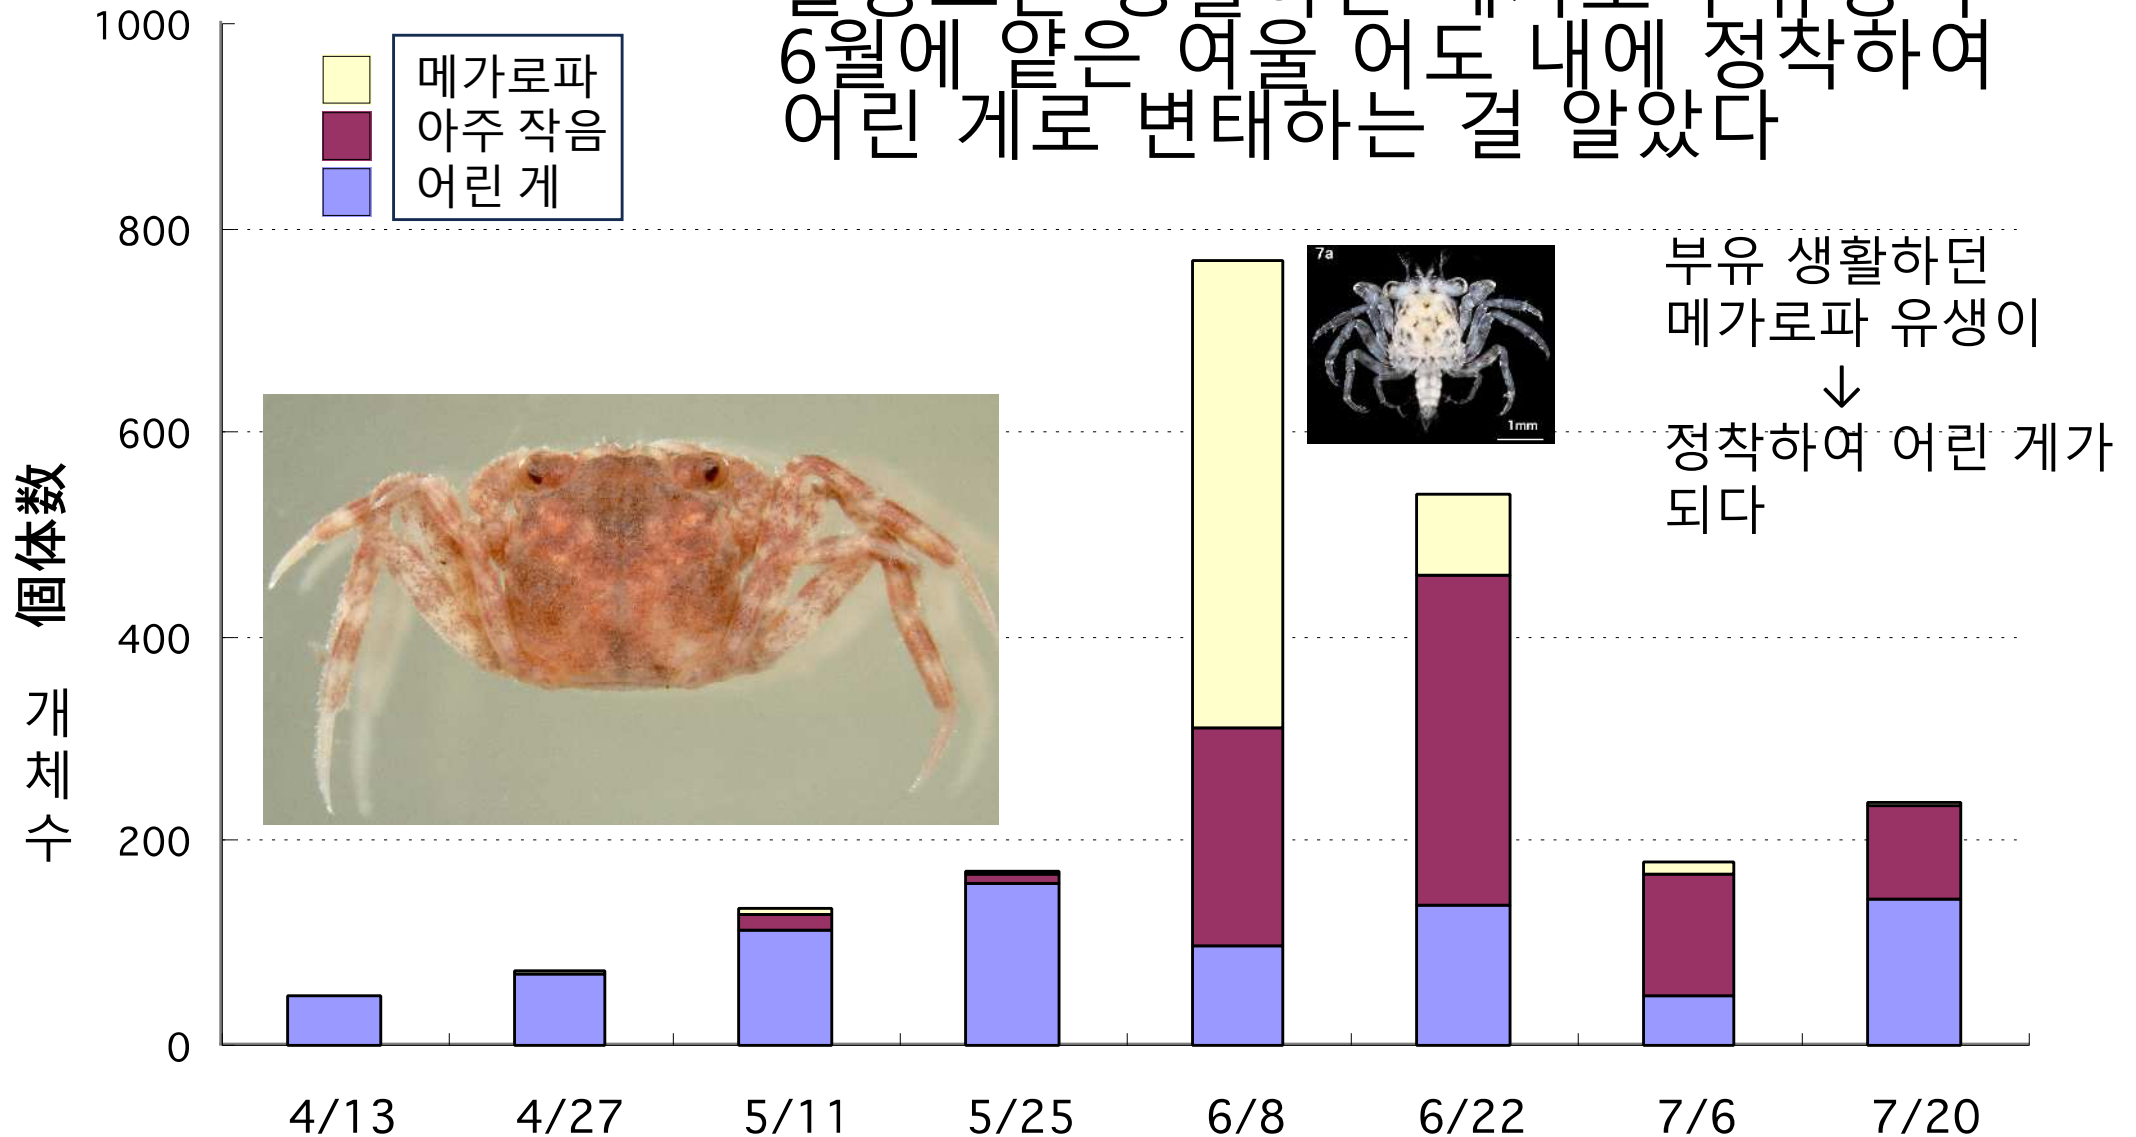 6월에 얕은 여울 어도 내에 정착하여
어린 게로 변태하는 걸 알았다
메가로파
아주 작음
어린 게
1000
800
600
400
200
0
個体数
개체수
7a
1mm
부유 생활하던
메가로파 유생이
↓
정착하여 어린 게가
되다
4/13 4/27 5/11 5/25 6/8 6/22 7/6 7/20